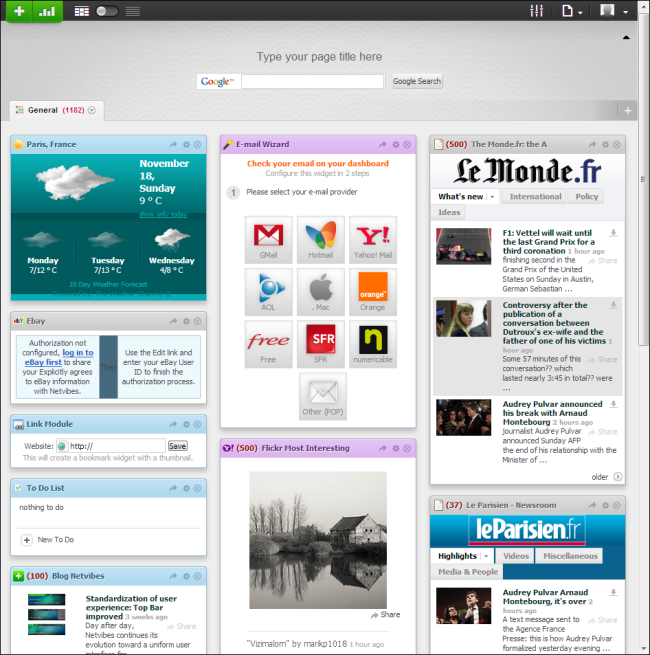 Type your page title here
Google™
Google Search
General (1182)
Paris, France
November
18,
Sunday
9 ° C
show only today
Monday
7/12 ° C
Tuesday
7/13 ° C
Wednesday
4/8 ° C
10 Day Weather Forecast
Ebay
Authorization not
configured, log in to
eBay first to share
your Explicitly agrees
to eBay information
with Netvibes.
Then
Use the Edit link and
enter your eBay User
ID to finish the
authorization process.
Link Module
Website: http://
Save
This will create a bookmark widget with a thumbnail.
To Do List
nothing to do
New To Do
(100) Blog Netvibes
Standardization of user
experience: Top Bar
improved 3 weeks ago
Day after day,
Share
Netvibes continues its
evolution toward a uniform user
interface for
E-mail Wizard
Check your email on your dashboard
Configure this widget in 2 steps
1 Please select your e-mail provider
GMail
Hotmail
Y!
Yahoo! Mail
AOL
. Mac
orange™
Orange
free
Free
SFR
SFR
n
numericable
Other (POP)
Y! (500) Flickr Most Interesting
Share
"Vizimalom" by marikp1018 1 hour ago
(500) The Monde.fr: the A
Le Monde.fr
What's new
International
Policy
Ideas
F1: Vettel will wait until
the last Grand Prix for a
third coronation 1 hour ago
finishing second in the
Share
Grand Prix of the United
States on Sunday in Austin,
German Sebastian ...
Controversy after the
publication of a
conversation between
Dutroux's ex-wife and the
father of one of his victims 1
hour ago
Some 57 minutes of this
Share
conversation?? which
lasted nearly 3:45 in total?? were
...
Audrey Pulvar announced
his break with Arnaud
Montebourg 2 hours ago
journalist Audrey Pulvar
Share
announced Sunday AFP
the end of his relationship with the
Minister of ...
older
(37) Le Parisien - Newsroom
leParisien.fr
Highlights
Videos
Miscellaneous
Media & People
Audrey Pulvar Arnaud
Montebourg, it's over 2
hours ago
A text message sent to
Share
the Agence France
Presse: this is how Audrey Pulvar
formalized yesterday evening ...